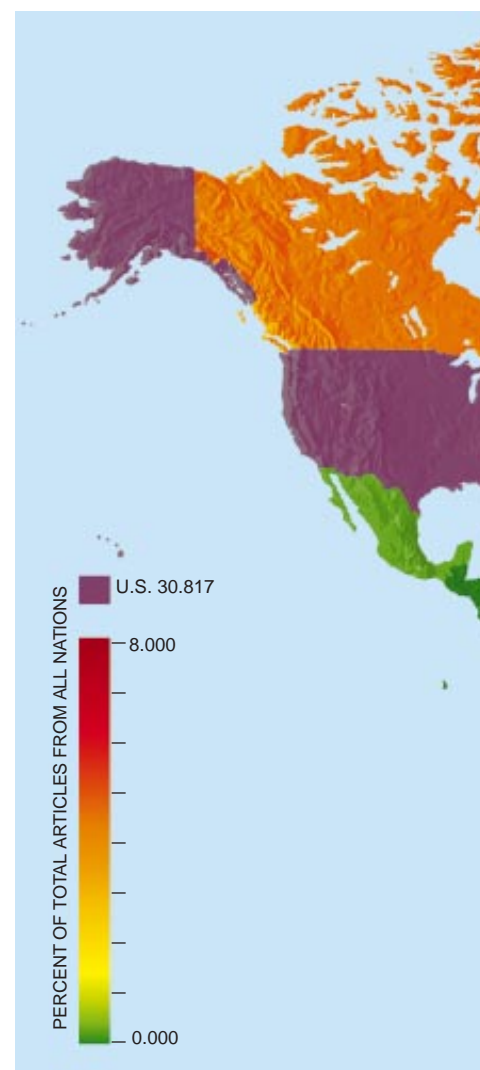 U.S. 30.817
PERCENT OF TOTAL ARTICLES FROM ALL NATIONS
8.000
0.000